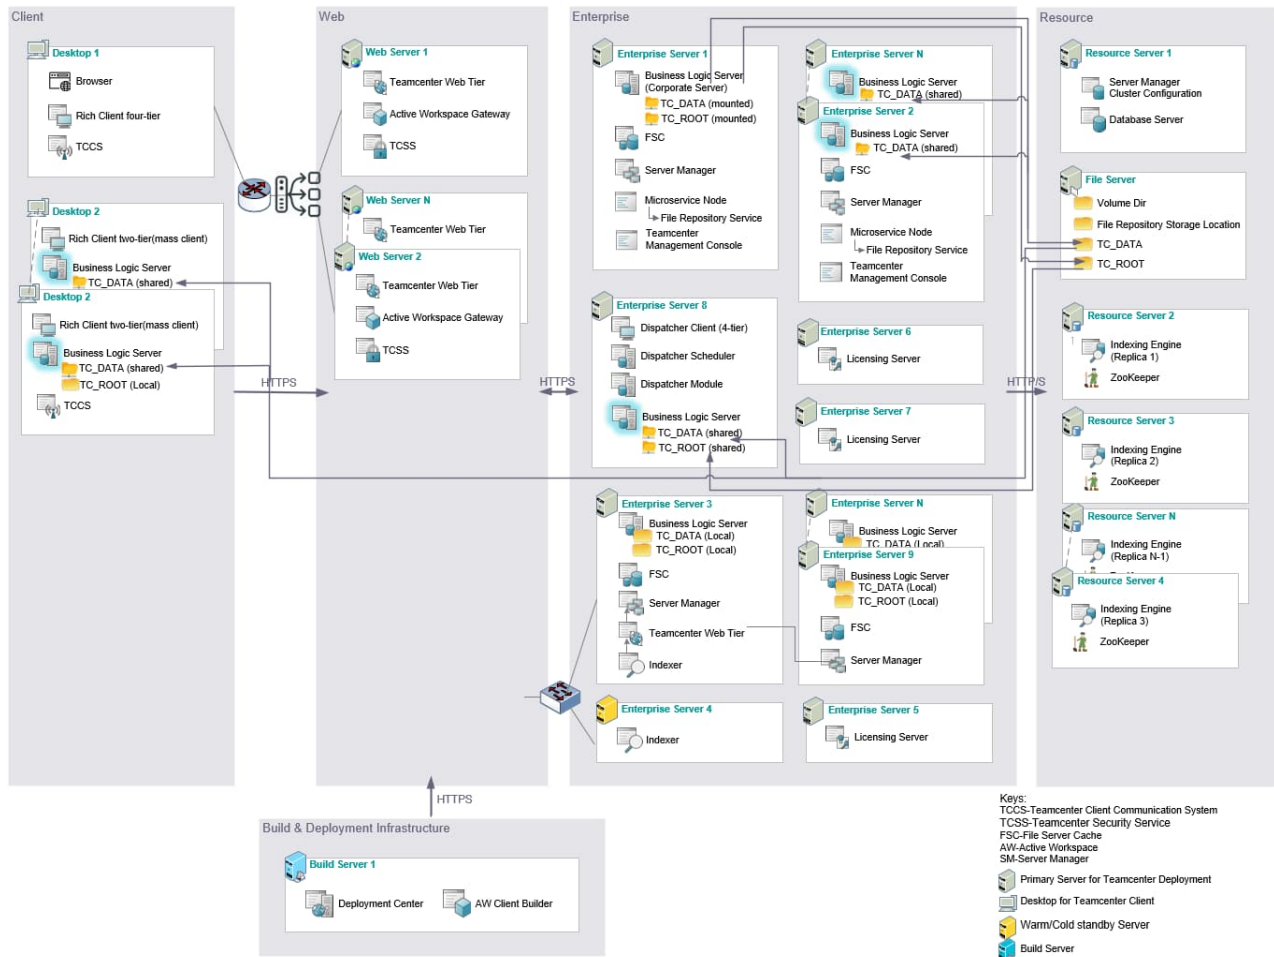 Client
Desktop 1
Browser
Rich Client four-tier
TCCS
Desktop 2
Rich Client two-tier(mass client)
Business Logic Server
TC_DATA (shared)
Desktop 2
Rich Client two-tier(mass client)
Business Logic Server
TC_DATA (shared)
TC_ROOT (Local)
TCCS
HTTPS
Web
Web Server 1
Teamcenter Web Tier
Active Workspace Gateway
TCSS
Web Server N
Teamcenter Web Tier
Web Server 2
Teamcenter Web Tier
Active Workspace Gateway
TCSS
HTTPS
Enterprise
Enterprise Server 1
Business Logic Server
(Corporate Server)
TC_DATA (mounted)
TC_ROOT (mounted)
FSC
Server Manager
Microservice Node
File Repository Service
Teamcenter
Management Console
Enterprise Server N
Business Logic Server
TC_DATA (shared)
Enterprise Server 2
Business Logic Server
TC_DATA (shared)
FSC
Server Manager
Microservice Node
File Repository Service
Teamcenter
Management Console
Enterprise Server 8
Dispatcher Client (4-tier)
Dispatcher Scheduler
Dispatcher Module
Business Logic Server
TC_DATA (shared)
TC_ROOT (shared)
Enterprise Server 6
Licensing Server
Enterprise Server 7
Licensing Server
Enterprise Server 3
Business Logic Server
TC_DATA (Local)
TC_ROOT (Local)
FSC
Server Manager
Teamcenter Web Tier
Indexer
Enterprise Server N
Business Logic Server
TC_DATA (Local)
Enterprise Server 9
Business Logic Server
TC_DATA (Local)
TC_ROOT (Local)
FSC
Server Manager
Enterprise Server 4
Indexer
Enterprise Server 5
Licensing Server
HTTP/S
Resource
Resource Server 1
Server Manager
Cluster Configuration
Database Server
File Server
Volume Dir
File Repository Storage Location
TC_DATA
TC_ROOT
Resource Server 2
Indexing Engine
(Replica 1)
ZooKeeper
Resource Server 3
Indexing Engine
(Replica 2)
ZooKeeper
Resource Server N
Indexing Engine
(Replica N-1)
Resource Server 4
Indexing Engine
(Replica 3)
ZooKeeper
HTTPS
Build & Deployment Infrastructure
Build Server 1
Deployment Center
AW Client Builder
Keys:
TCCS-Teamcenter Client Communication System
TCSS-Teamcenter Security Service
FSC-File Server Cache
AW-Active Workspace
SM-Server Manager
Primary Server for Teamcenter Deployment
Desktop for Teamcenter Client
Warm/Cold standby Server
Build Server